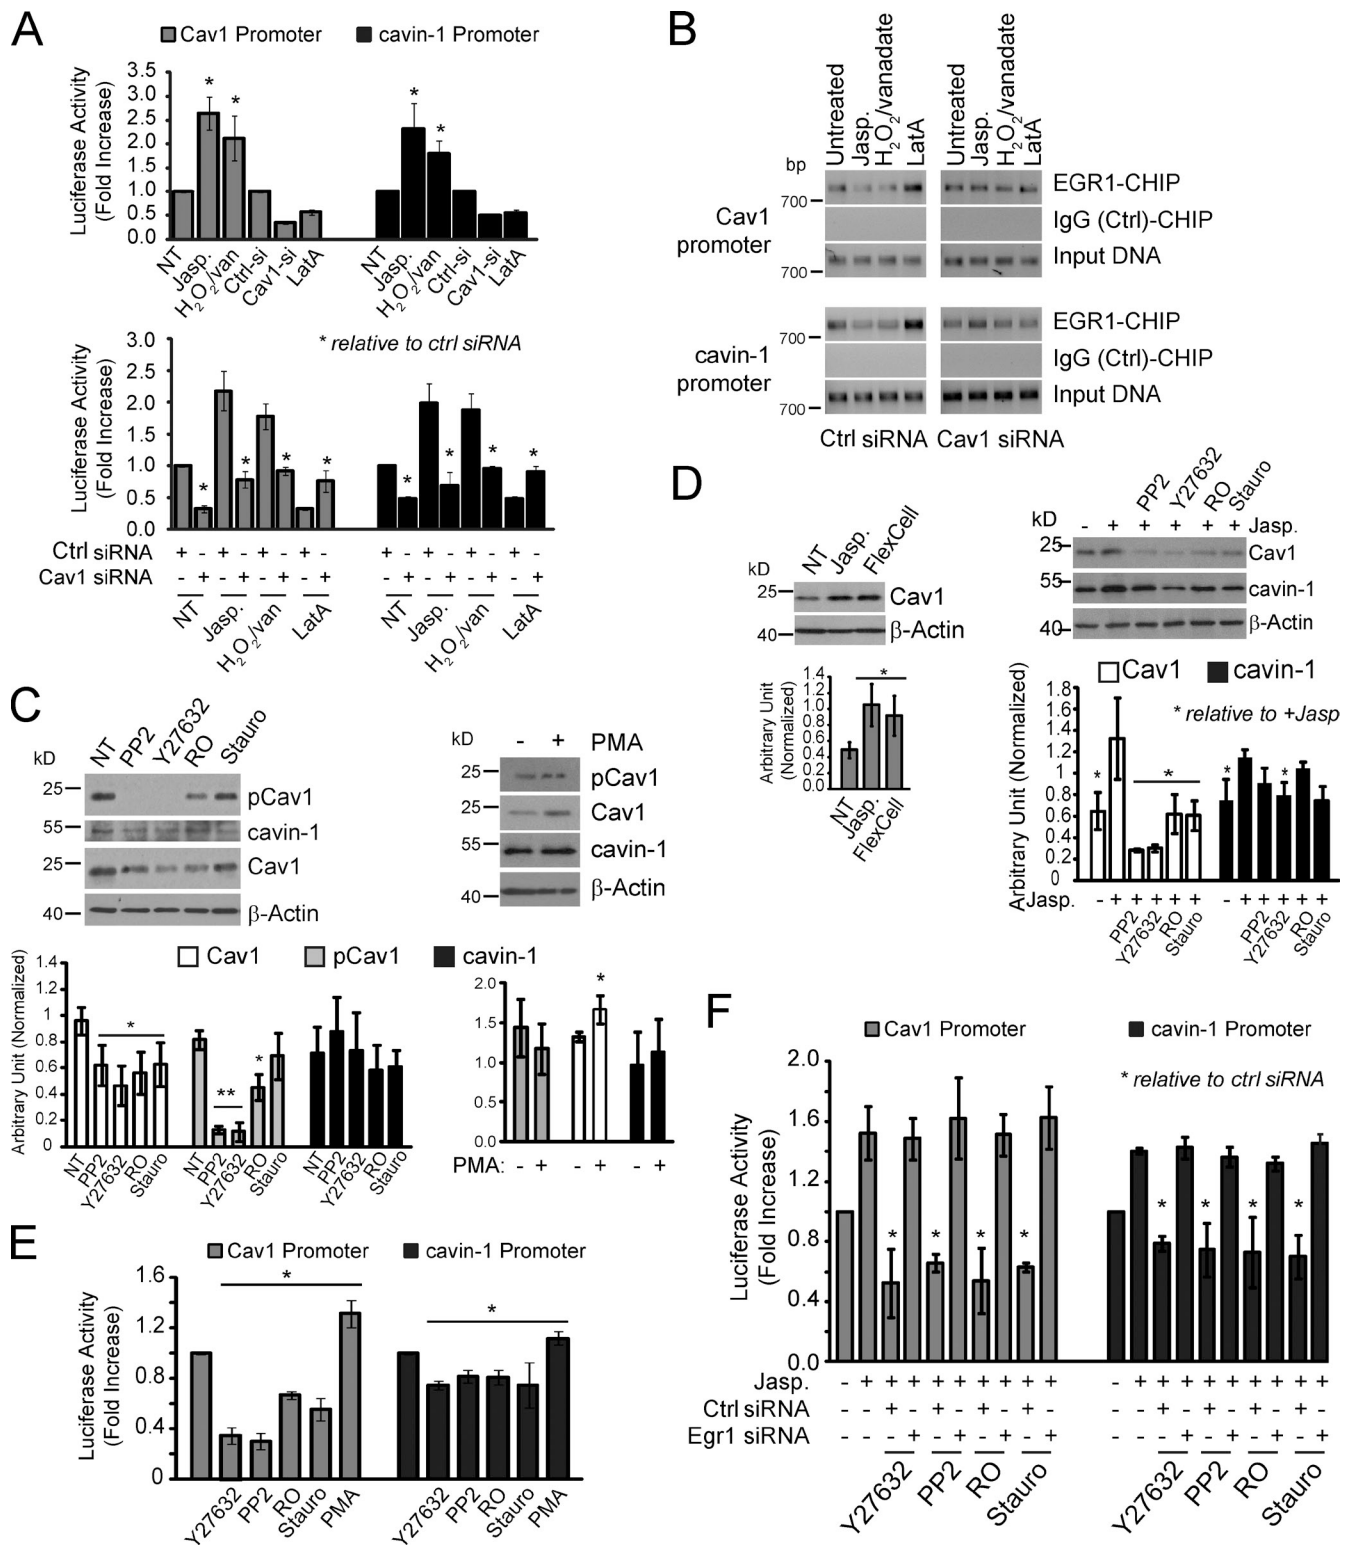 A
Cav1 Promoter cavin-1 Promoter
Luciferase Activity
(Fold Increase)
3.5
3.0
2.5
2.0
1.5
1.0
0.5
0.0
* * * *
NT Jasp. H2O2/van Ctrl-si Cav1-si LatA NT Jasp. H2O2/van Ctrl-si Cav1-si LatA
* relative to ctrl siRNA
Luciferase Activity
(Fold Increase)
3.0
2.5
2.0
1.5
1.0
0.5
0.0
* * * * * * * *
Ctrl siRNA + - + - + - + - + - + - + - + -
Cav1 siRNA - + - + - + - + - + - + - + - +
NT Jasp. H2O2/van LatA NT Jasp. H2O2/van LatA
B
Untreated Jasp. H2O2/vanadate LatA Untreated Jasp. H2O2/vanadate LatA
bp
Cav1
promoter
700
700
EGR1-CHIP
IgG (Ctrl)-CHIP
Input DNA
cavin-1
promoter
700
700
EGR1-CHIP
IgG (Ctrl)-CHIP
Input DNA
Ctrl siRNA Cav1 siRNA
C
kD NT PP2 Y27632 RO Stauro
25 pCav1
55 cavin-1
25 Cav1
40 β-Actin
kD - + PMA
25 pCav1
25 Cav1
55 cavin-1
40 β-Actin
Cav1 pCav1 cavin-1
Arbitrary Unit (Normalized)
1.4
1.2
1.0
0.8
0.6
0.4
0.2
0
* ** *
NT PP2 Y27632 RO Stauro NT PP2 Y27632 RO Stauro NT PP2 Y27632 RO Stauro
2.0
1.5
1.0
0.5
0.0
*
PMA: - + - + - +
D
kD NT Jasp. FlexCell
25 Cav1
40 β-Actin
Arbitrary Unit
(Normalized)
1.4
1.2
1.0
0.8
0.6
0.4
0.2
0.0
*
NT Jasp. FlexCell
PP2 Y27632 RO Stauro
kD - + + + + + Jasp.
25 Cav1
55 cavin-1
40 β-Actin
Cav1 cavin-1
* relative to +Jasp
Arbitrary Unit (Normalized)
1.8
1.6
1.4
1.2
1
0.8
0.6
0.4
0.2
0
* * * *
Jasp. - + + + + + - + + + + +
PP2 Y27632 RO Stauro PP2 Y27632 RO Stauro
E
Cav1 Promoter cavin-1 Promoter
Luciferase Activity
(Fold Increase)
1.6
1.2
0.8
0.4
0
* *
Y27632 PP2 RO Stauro PMA Y27632 PP2 RO Stauro PMA
F
Cav1 Promoter cavin-1 Promoter
* relative to ctrl siRNA
Luciferase Activity
(Fold Increase)
2.0
1.6
1.2
0.8
0.4
0.0
* * * * * * * *
Jasp. - + + + + + + + + + - + + + + + + + + +
Ctrl siRNA - - + - + - + - + - - - + - + - + - + -
Egr1 siRNA - - - + - + - + - + - - - + - + - + - +
Y27632 PP2 RO Stauro Y27632 PP2 RO Stauro